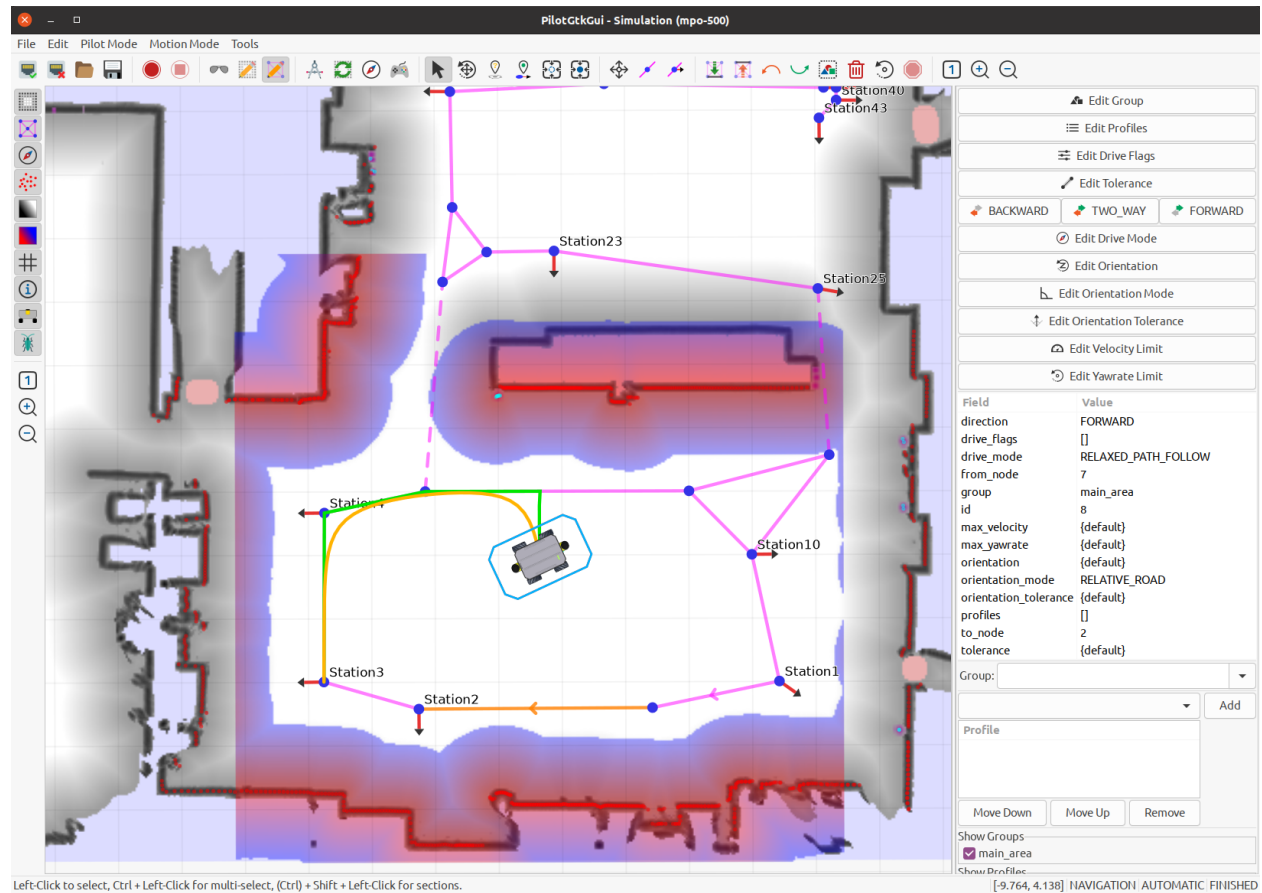 PilotGtkGui - Simulation (mpo-500)
File Edit Pilot Mode Motion Mode Tools
1
Station40
Station43
Station23
Station25
Station10
Station3
Station2
Station1
1
Edit Group
Edit Profiles
Edit Drive Flags
Edit Tolerance
BACKWARD TWO_WAY FORWARD
Edit Drive Mode
Edit Orientation
Edit Orientation Mode
Edit Orientation Tolerance
Edit Velocity Limit
Edit Yawrate Limit
Field Value
direction FORWARD
drive_flags []
drive_mode RELAXED_PATH_FOLLOW
from_node 7
group main_area
id 8
max_velocity {default}
max_yawrate {default}
orientation {default}
orientation_mode RELATIVE_ROAD
orientation_tolerance {default}
profiles []
to_node 2
tolerance {default}
Group:
Add
Profile
Move Down Move Up Remove
Show Groups
main_area
Show Profiles
Left-Click to select, Ctrl + Left-Click for multi-select, (Ctrl) + Shift + Left-Click for sections. [-9.764, 4.138] NAVIGATION AUTOMATIC FINISHED